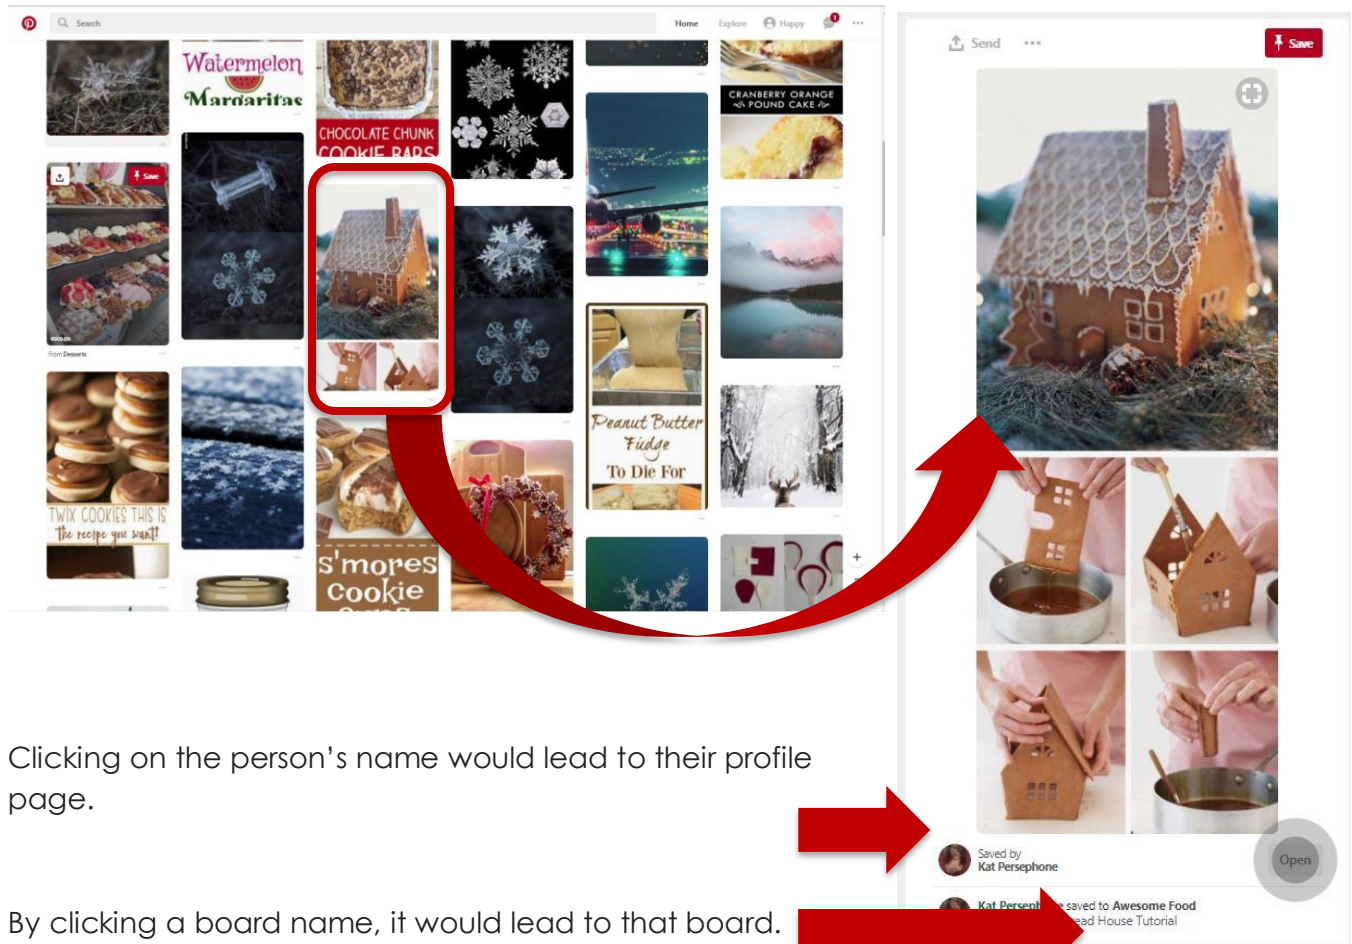 Search
Home Explore Happy 1
Send
Save
Watermelon
Margaritas
CHOCOLATE CHUNK
COOKIE BARS
CRANBERRY ORANGE
POUND CAKE
Save
From Desserts
TWIX COOKIES THIS IS
the recipe you want!
s'mores
cookie
Peanut Butter
Fudge
To Die For
Clicking on the person's name would lead to their profile
page.
Saved by
Kat Persephone
Open
By clicking a board name, it would lead to that board.
saved to Awesome Food
House Tutorial